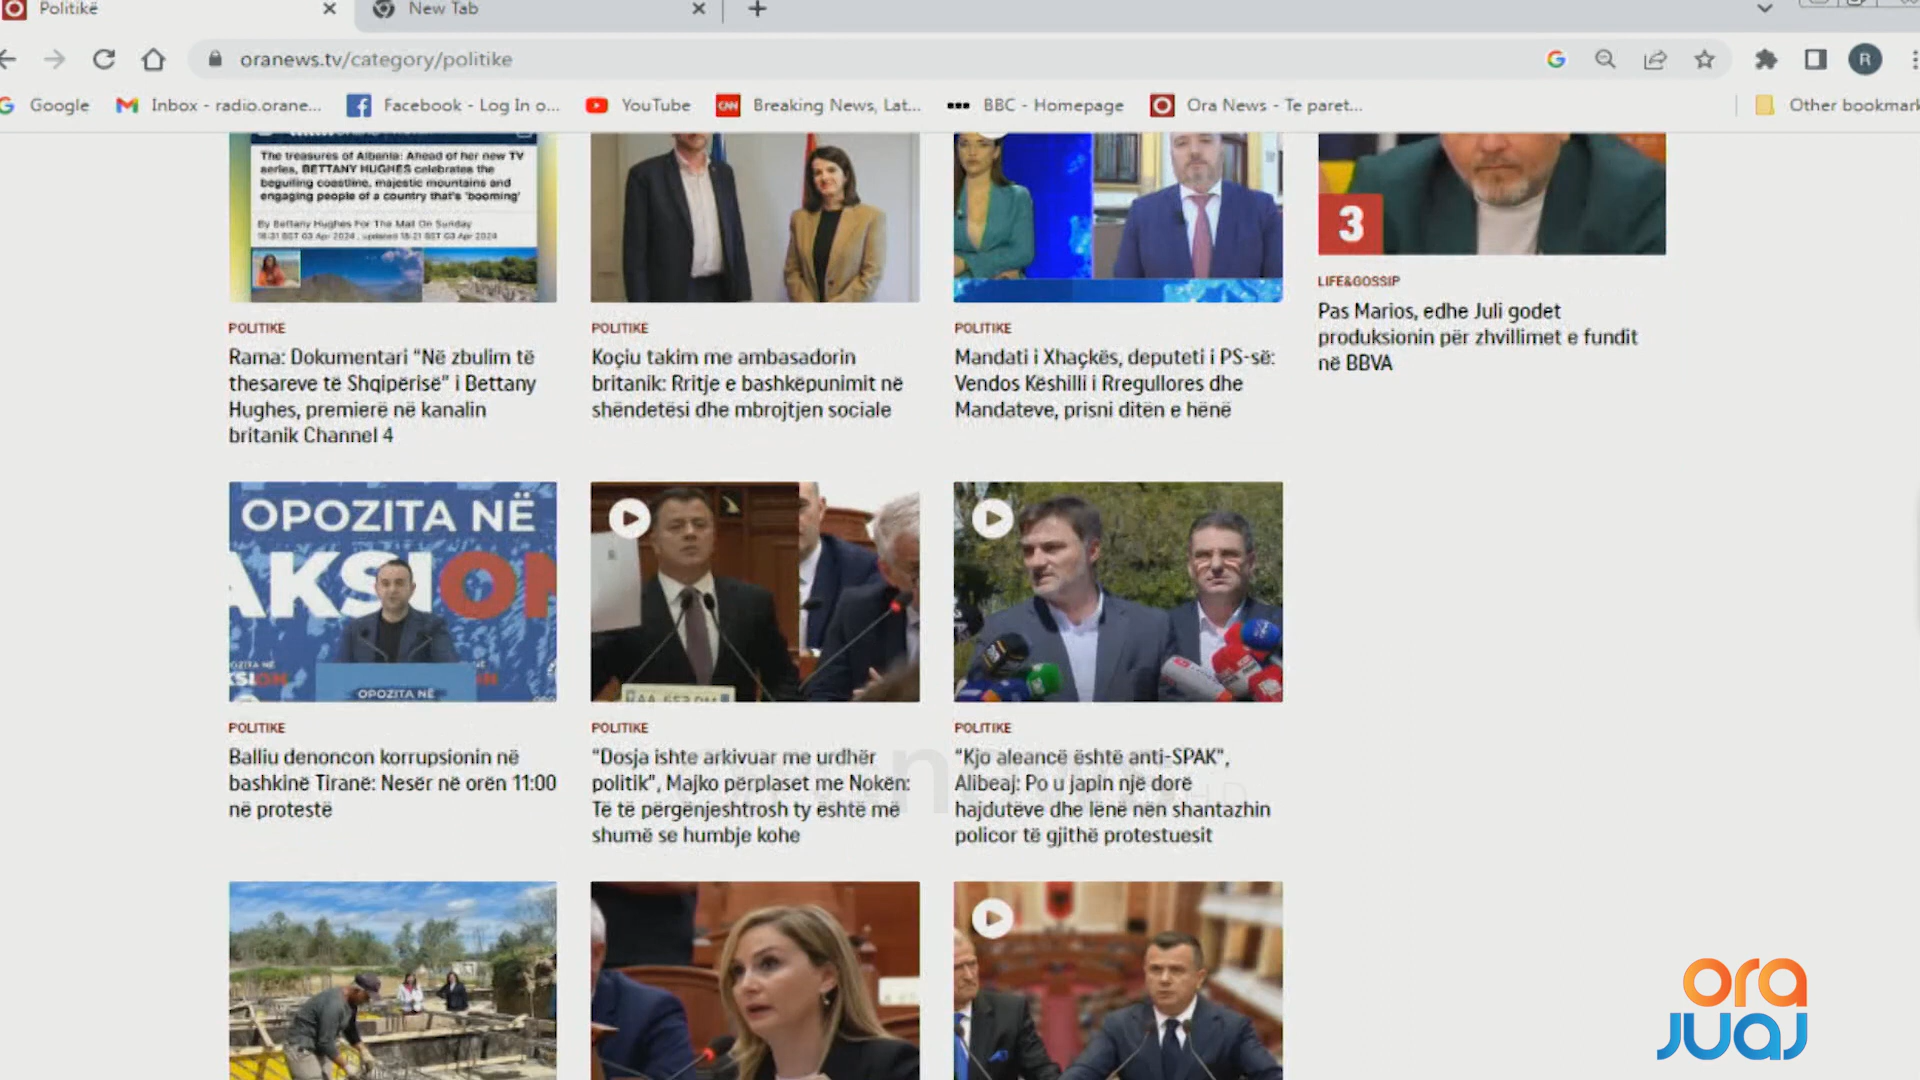 Politikë
New Tab
oranews.tv/category/politike
R
Google
Inbox - radio.orane...
Facebook - Log In o...
YouTube
CNN
Breaking News, Lat...
BBC - Homepage
Ora News - Te paret...
Other bookmark
The treasures of Albania: Ahead of her new TV
series, BETTANY HUGHES celebrates the
beguiling coastline, majestic mountains and
engaging people of a country that's 'booming'
By Bettany Hughes For The Mail On Sunday
3
POLITIKE
Rama: Dokumentari “Në zbulim të
thesareve të Shqipërisë” i Bettany
Hughes, premierë në kanalin
britanik Channel 4
POLITIKE
Koçiu takim me ambasadorin
britanik: Rritje e bashkëpunimit në
shëndetësi dhe mbrojtjen sociale
POLITIKE
Mandati i Xhaçkës, deputeti i PS-së:
Vendos Këshilli i Rregullores dhe
Mandateve, prisni ditën e hënë
LIFE&GOSSIP
Pas Marios, edhe Juli godet
produksionin për zhvillimet e fundit
në BBVA
OPOZITA NË
AKSION
OPOZITA NË
POLITIKE
Balliu denoncon korrupsionin në
bashkinë Tiranë: Nesër në orën 11:00
në protestë
POLITIKE
“Dosja ishte arkivuar me urdhër
politik”, Majko përplaset me Nokën:
Të të përgënjeshtrosh ty është më
shumë se humbje kohe
POLITIKE
“Kjo aleancë është anti-SPAK”,
Alibeaj: Po u japin një dorë
hajdutëve dhe lënë nën shantazhin
policor të gjithë protestuesit
ora news HD
ora
juaj